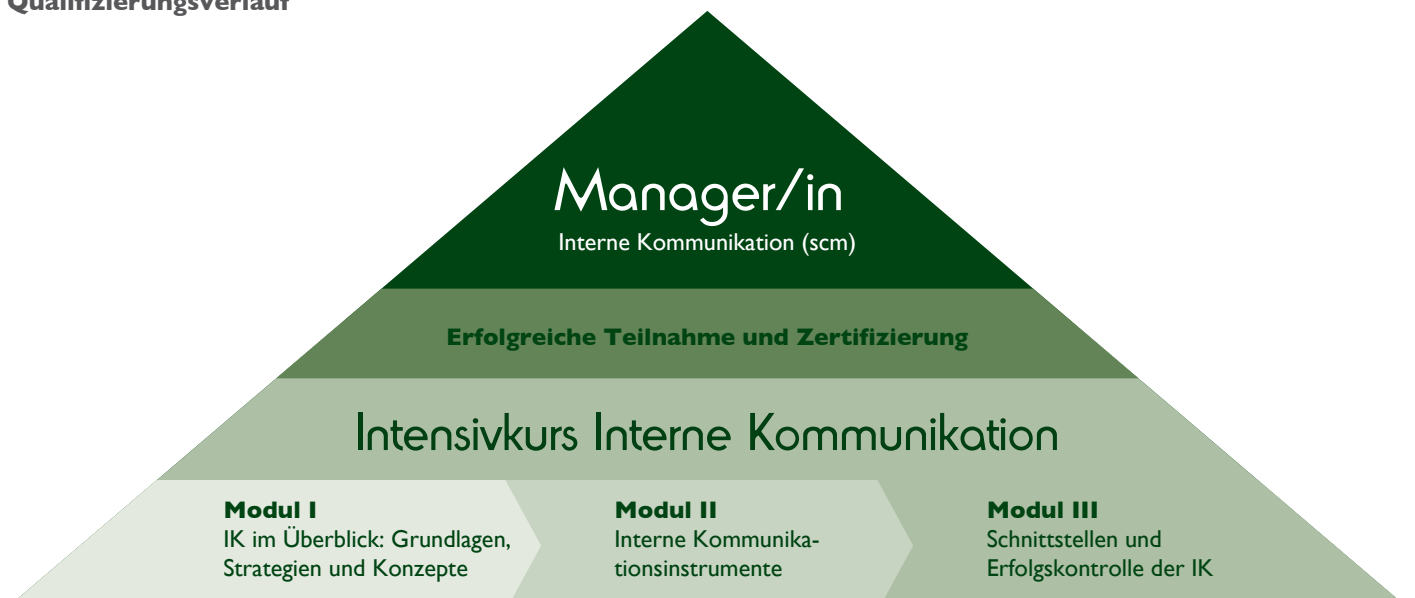 Qualifizierungsverlauf
Manager/in
Interne Kommunikation (scm)
Erfolgreiche Teilnahme und Zertifizierung
Intensivkurs Interne Kommunikation
Modul I
IK im Überblick: Grundlagen,
Strategien und Konzepte
Modul II
Interne Kommunika-
tionsinstrumente
Modul III
Schnittstellen und
Erfolgskontrolle der IK